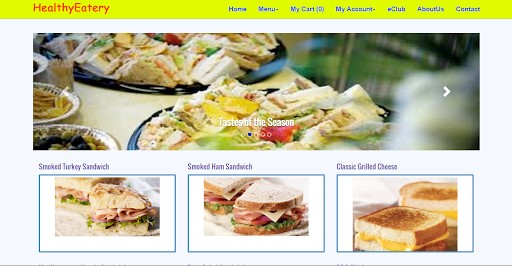 HealthyEatery
Home Menu My Cart (0) My Account eClub AboutUs Contact
Tastes of the Season
Smoked Turkey Sandwich Smoked Ham Sandwich Classic Grilled Cheese